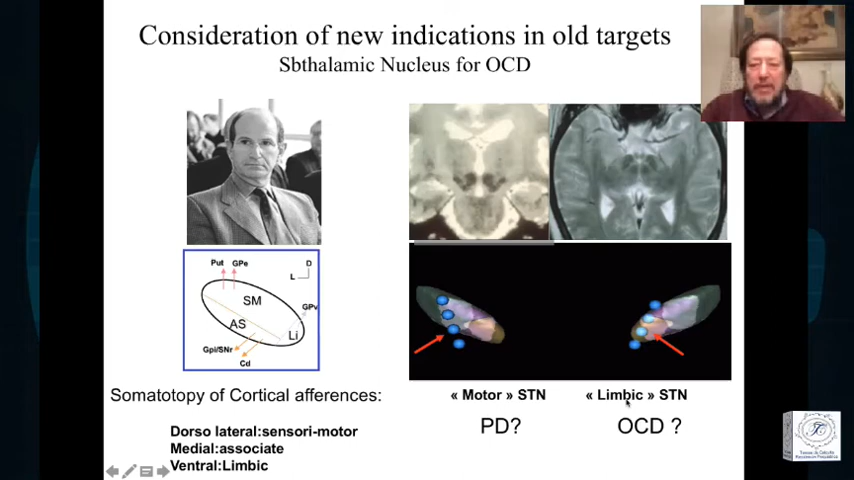 Consideration of new indications in old targets
Sbthalamic Nucleus for OCD
Put GPe
D
L
SM
GPv
AS
Li
Gpi/SNr
Cd
Somatotopy of Cortical afferences:
« Motor » STN
« Limbic » STN
PD?
OCD ?
Dorso lateral:sensori-motor
Medial:associate
Ventral:Limbic